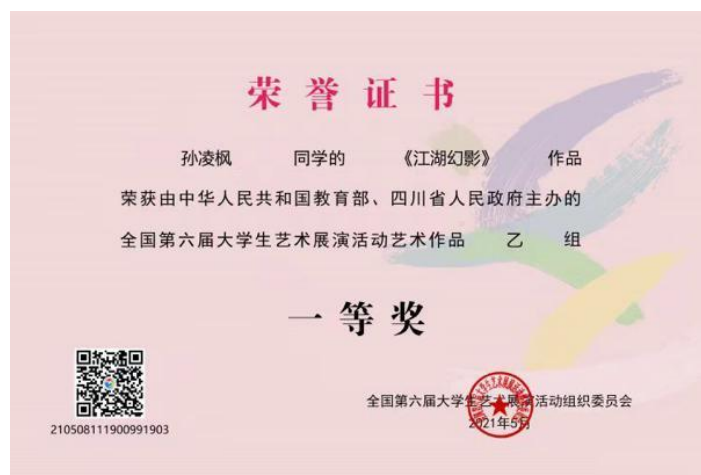 荣誉证书
孙凌枫 同学的 《江湖幻影》 作品
荣获由中华人民共和国教育部、四川省人民政府主办的
全国第六届大学生艺术展演活动艺术作品 乙 组
一等奖
全国第六届大学生艺术展演活动组织委员会
2021年5月
210508111900991903